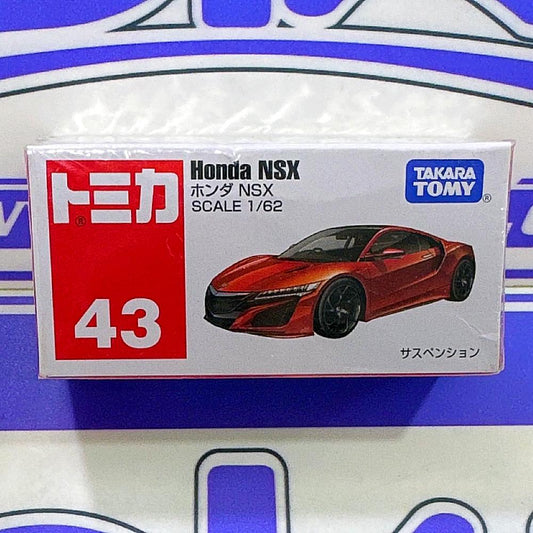 トミカ
®
43
Honda NSX
ホンダ NSX
SCALE 1/62
TAKARA
TOMY
®
サスペンション